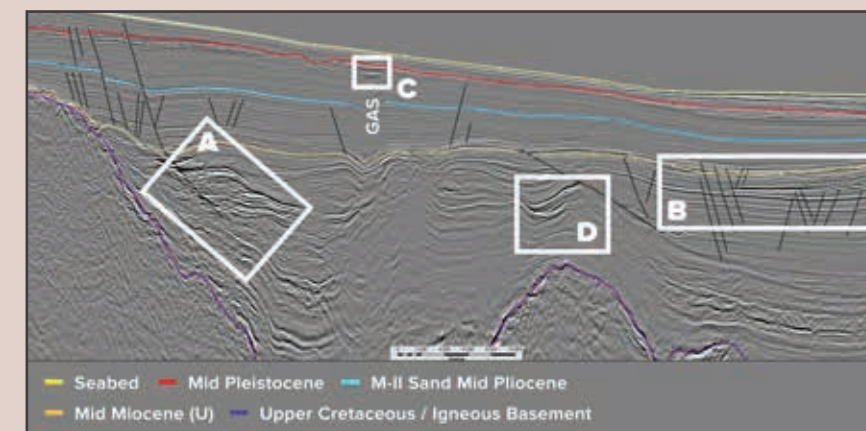 A
C
GAS
B
D
Seabed Mid Pleistocene M-II Sand Mid Pliocene
Mid Miocene (U) Upper Cretaceous / Igneous Basement